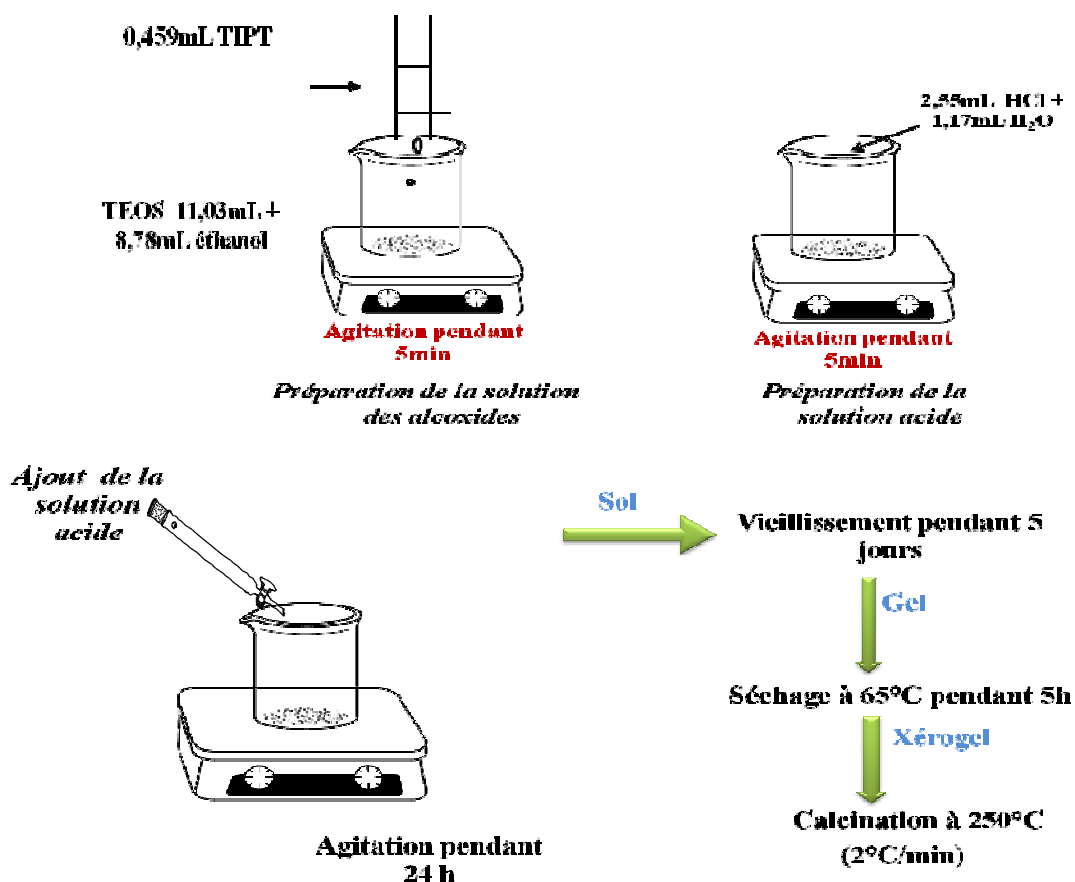 0,459mL TIPT
TEOS 11,03mL +
8,78mL éthanol
Agitation pendant
5min
Préparation de la solution
des alcoxides
2,55mL HCl +
1,17mL H₂O
Agitation pendant
5min
Préparation de la
solution acide
Ajout de la
solution
acide
Agitation pendant
24 h
Sol
Vieillissement pendant 5
jours
Gel
Séchage à 65°C pendant 5h
Xérogel
Calcination à 250°C
(2°C/min)